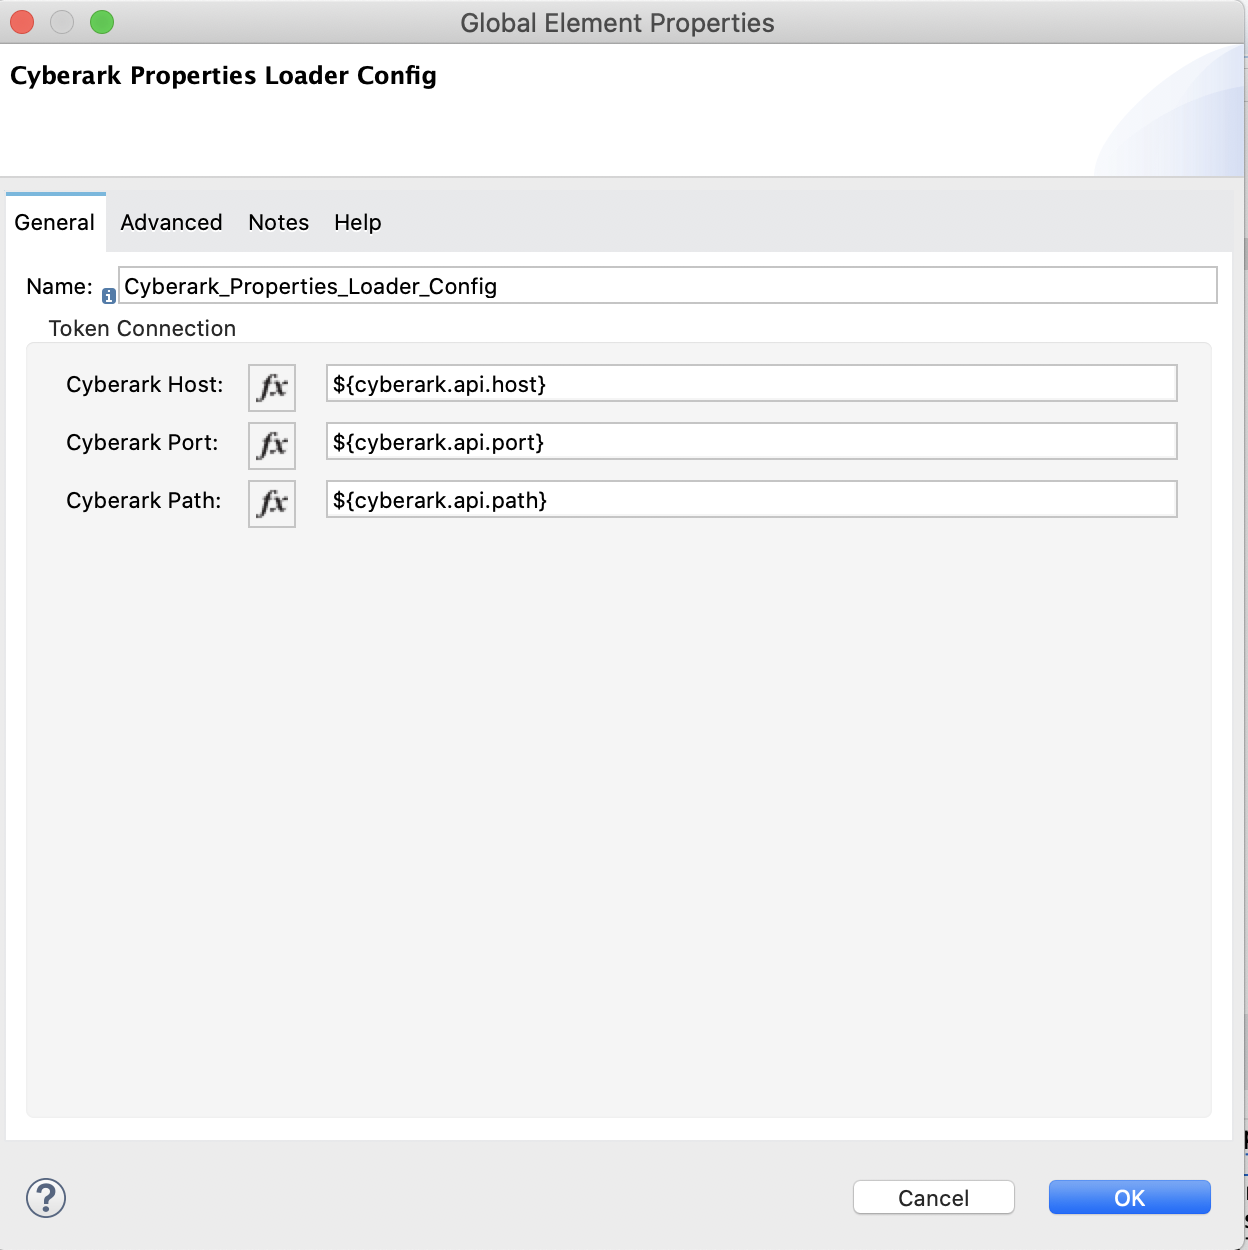 Global Element Properties
Cyberark Properties Loader Config
General Advanced Notes Help
Name: Cyberark_Properties_Loader_Config
Token Connection
Cyberark Host: fx ${cyberark.api.host}
Cyberark Port: fx ${cyberark.api.port}
Cyberark Path: fx ${cyberark.api.path}
? Cancel OK